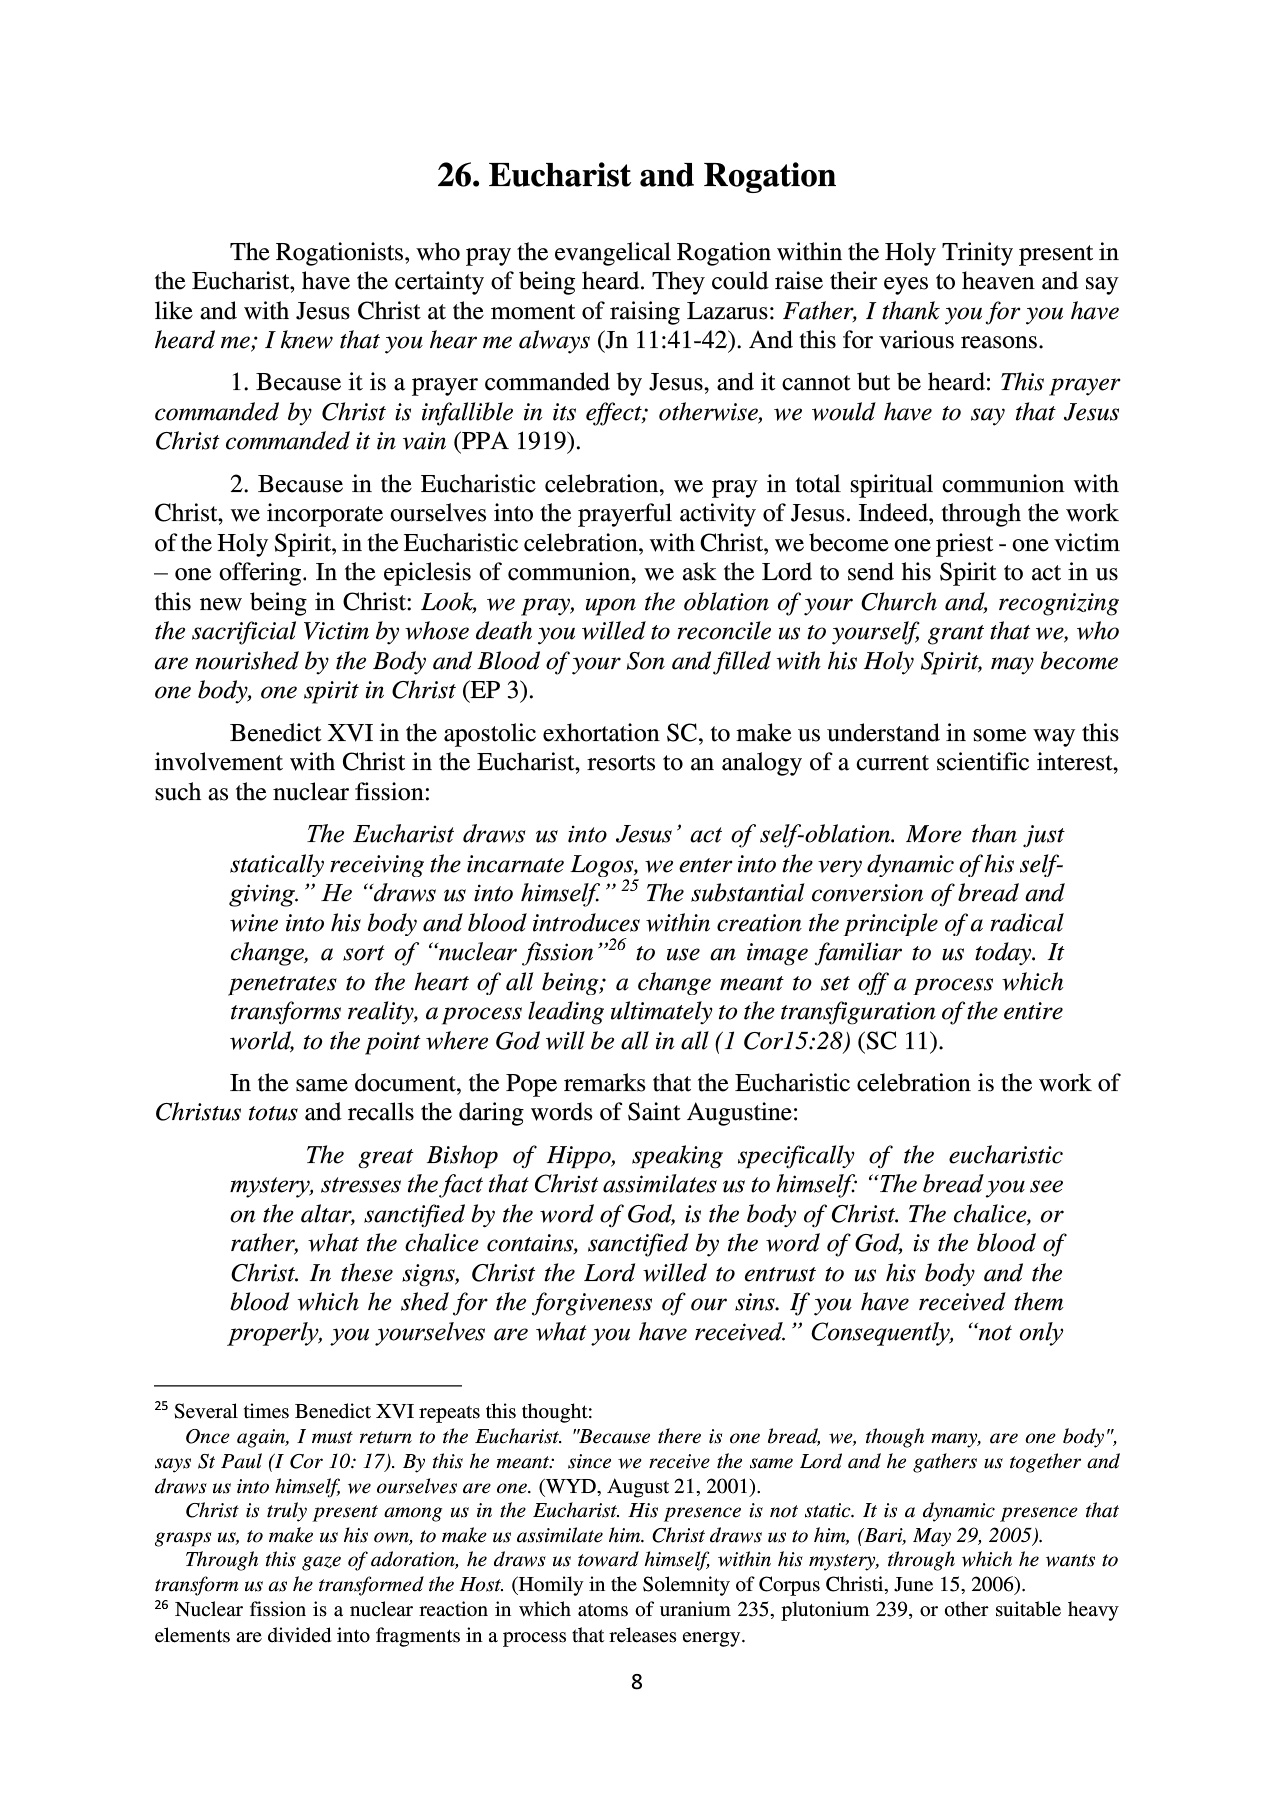 26. Eucharist and Rogation
The Rogationists, who pray the evangelical Rogation within the Holy Trinity present in
the Eucharist, have the certainty of being heard. They could raise their eyes to heaven and say
like and with Jesus Christ at the moment of raising Lazarus: Father, I thank you for you have
heard me; I knew that you hear me always (Jn 11:41-42). And this for various reasons.
1. Because it is a prayer commanded by Jesus, and it cannot but be heard: This prayer
commanded by Christ is infallible in its effect; otherwise, we would have to say that Jesus
Christ commanded it in vain (PPA 1919).
2. Because in the Eucharistic celebration, we pray in total spiritual communion with
Christ, we incorporate ourselves into the prayerful activity of Jesus. Indeed, through the work
of the Holy Spirit, in the Eucharistic celebration, with Christ, we become one priest - one victim
– one offering. In the epiclesis of communion, we ask the Lord to send his Spirit to act in us
this new being in Christ: Look, we pray, upon the oblation of your Church and, recognizing
the sacrificial Victim by whose death you willed to reconcile us to yourself, grant that we, who
are nourished by the Body and Blood of your Son and filled with his Holy Spirit, may become
one body, one spirit in Christ (EP 3).
Benedict XVI in the apostolic exhortation SC, to make us understand in some way this
involvement with Christ in the Eucharist, resorts to an analogy of a current scientific interest,
such as the nuclear fission:
The Eucharist draws us into Jesus’ act of self-oblation. More than just
statically receiving the incarnate Logos, we enter into the very dynamic of his self-
giving.” He “draws us into himself.” 25 The substantial conversion of bread and
wine into his body and blood introduces within creation the principle of a radical
change, a sort of “nuclear fission”26 to use an image familiar to us today. It
penetrates to the heart of all being; a change meant to set off a process which
transforms reality, a process leading ultimately to the transfiguration of the entire
world, to the point where God will be all in all (1 Cor15:28) (SC 11).
In the same document, the Pope remarks that the Eucharistic celebration is the work of
Christus totus and recalls the daring words of Saint Augustine:
The great Bishop of Hippo, speaking specifically of the eucharistic
mystery, stresses the fact that Christ assimilates us to himself: “The bread you see
on the altar, sanctified by the word of God, is the body of Christ. The chalice, or
rather, what the chalice contains, sanctified by the word of God, is the blood of
Christ. In these signs, Christ the Lord willed to entrust to us his body and the
blood which he shed for the forgiveness of our sins. If you have received them
properly, you yourselves are what you have received.” Consequently, “not only
25 Several times Benedict XVI repeats this thought:
Once again, I must return to the Eucharist. "Because there is one bread, we, though many, are one body",
says St Paul (I Cor 10: 17). By this he meant: since we receive the same Lord and he gathers us together and
draws us into himself, we ourselves are one. (WYD, August 21, 2001).
Christ is truly present among us in the Eucharist. His presence is not static. It is a dynamic presence that
grasps us, to make us his own, to make us assimilate him. Christ draws us to him, (Bari, May 29, 2005).
Through this gaze of adoration, he draws us toward himself, within his mystery, through which he wants to
transform us as he transformed the Host. (Homily in the Solemnity of Corpus Christi, June 15, 2006).
26 Nuclear fission is a nuclear reaction in which atoms of uranium 235, plutonium 239, or other suitable heavy
elements are divided into fragments in a process that releases energy.
8